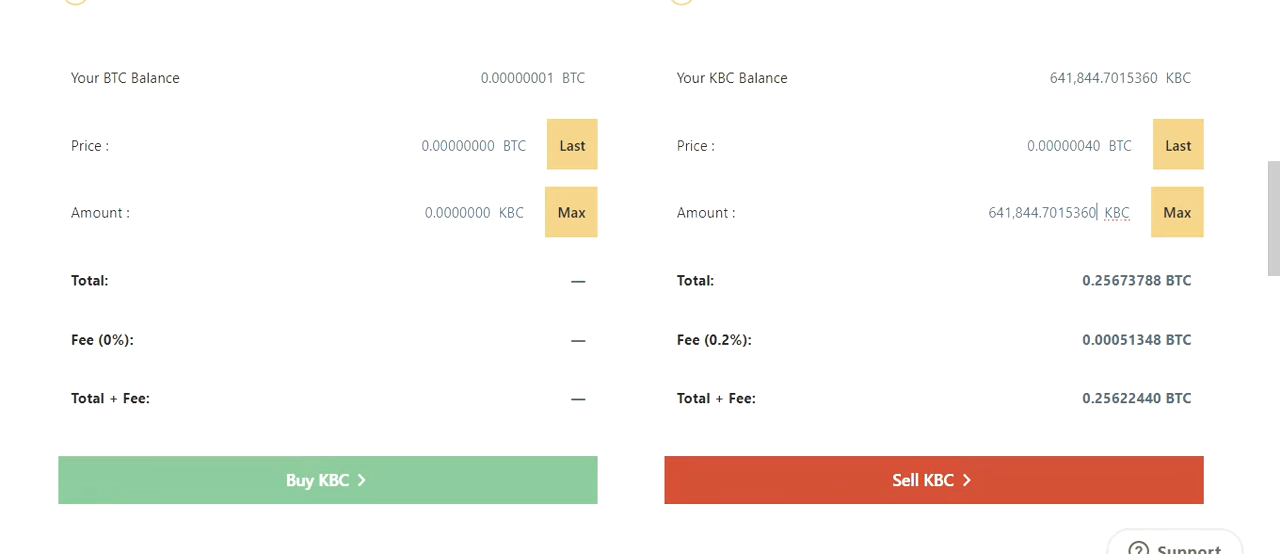 Your BTC Balance 0.00000001 BTC
Price : 0.00000000 BTC Last
Amount : 0.0000000 KBC Max
Total: —
Fee (0%): —
Total + Fee: —
Buy KBC >
Your KBC Balance 641,844.7015360 KBC
Price : 0.00000040 BTC Last
Amount : 641,844.7015360 KBC Max
Total: 0.25673788 BTC
Fee (0.2%): 0.00051348 BTC
Total + Fee: 0.25622440 BTC
Sell KBC >
Support